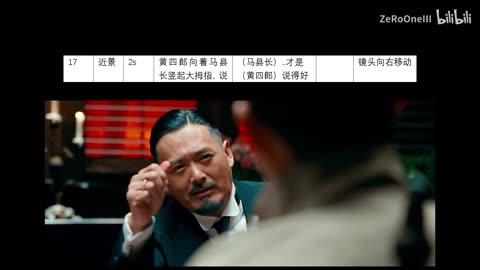 ZeRoOneIII bilibili
17 近景 2s 黄四郎向着马县 （马县长）..才是 镜头向右移动
长竖起大拇指，说 （黄四郎）说得好